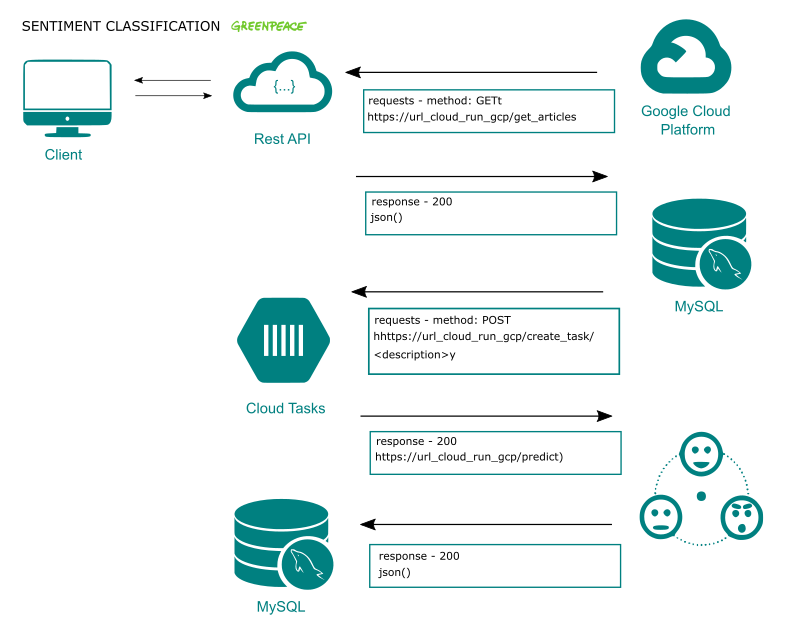 SENTIMENT CLASSIFICATION GREENPEACE
{...}
Rest API
Client
requests - method: GETt
https://url_cloud_run_gcp/get_articles
Google Cloud
Platform
response - 200
json()
MySQL
requests - method: POST
hhttps://url_cloud_run_gcp/create_task/
<description>y
Cloud Tasks
response - 200
https://url_cloud_run_gcp/predict)
response - 200
json()
MySQL